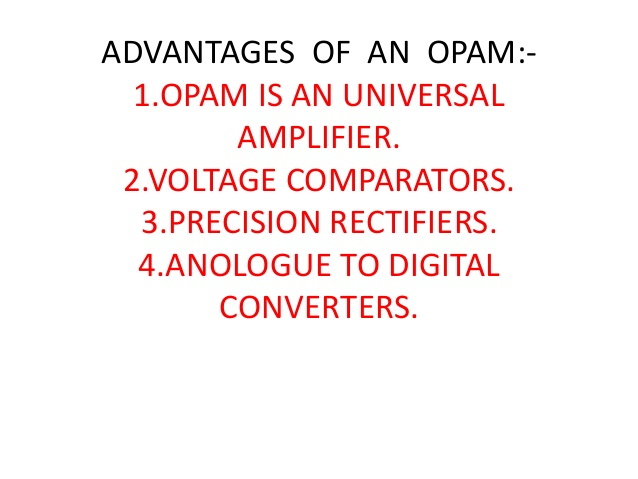 ADVANTAGES OF AN OPAM:-
1.OPAM IS AN UNIVERSAL
AMPLIFIER.
2.VOLTAGE COMPARATORS.
3.PRECISION RECTIFIERS.
4.ANOLOGUE TO DIGITAL
CONVERTERS.